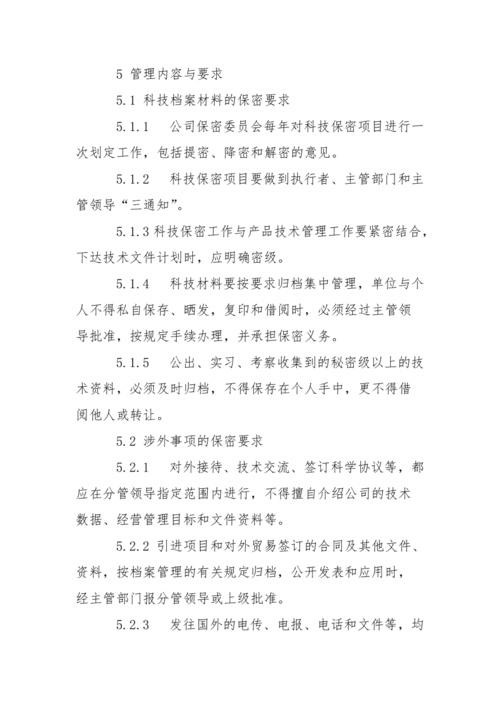 5 管理内容与要求
5.1 科技档案材料的保密要求
5.1.1 公司保密委员会每年对科技保密项目进行一
次划定工作，包括提密、降密和解密的意见。
5.1.2 科技保密项目要做到执行者、主管部门和主
管领导“三通知”。
5.1.3科技保密工作与产品技术管理工作要紧密结合，
下达技术文件计划时，应明确密级。
5.1.4 科技材料要按要求归档集中管理，单位与个
人不得私自保存、晒发，复印和借阅时，必须经过主管领
导批准，按规定手续办理，并承担保密义务。
5.1.5 公出、实习、考察收集到的秘密级以上的技
术资料，必须及时归档，不得保存在个人手中，更不得借
阅他人或转让。
5.2 涉外事项的保密要求
5.2.1 对外接待、技术交流、签订科学协议等，都
应在分管领导指定范围内进行，不得擅自介绍公司的技术
数据、经营管理目标和文件资料等。
5.2.2 引进项目和对外贸易签订的合同及其他文件、
资料，按档案管理的有关规定归档，公开发表和应用时，
经主管部门报分管领导或上级批准。
5.2.3 发往国外的电传、电报、电话和文件等，均